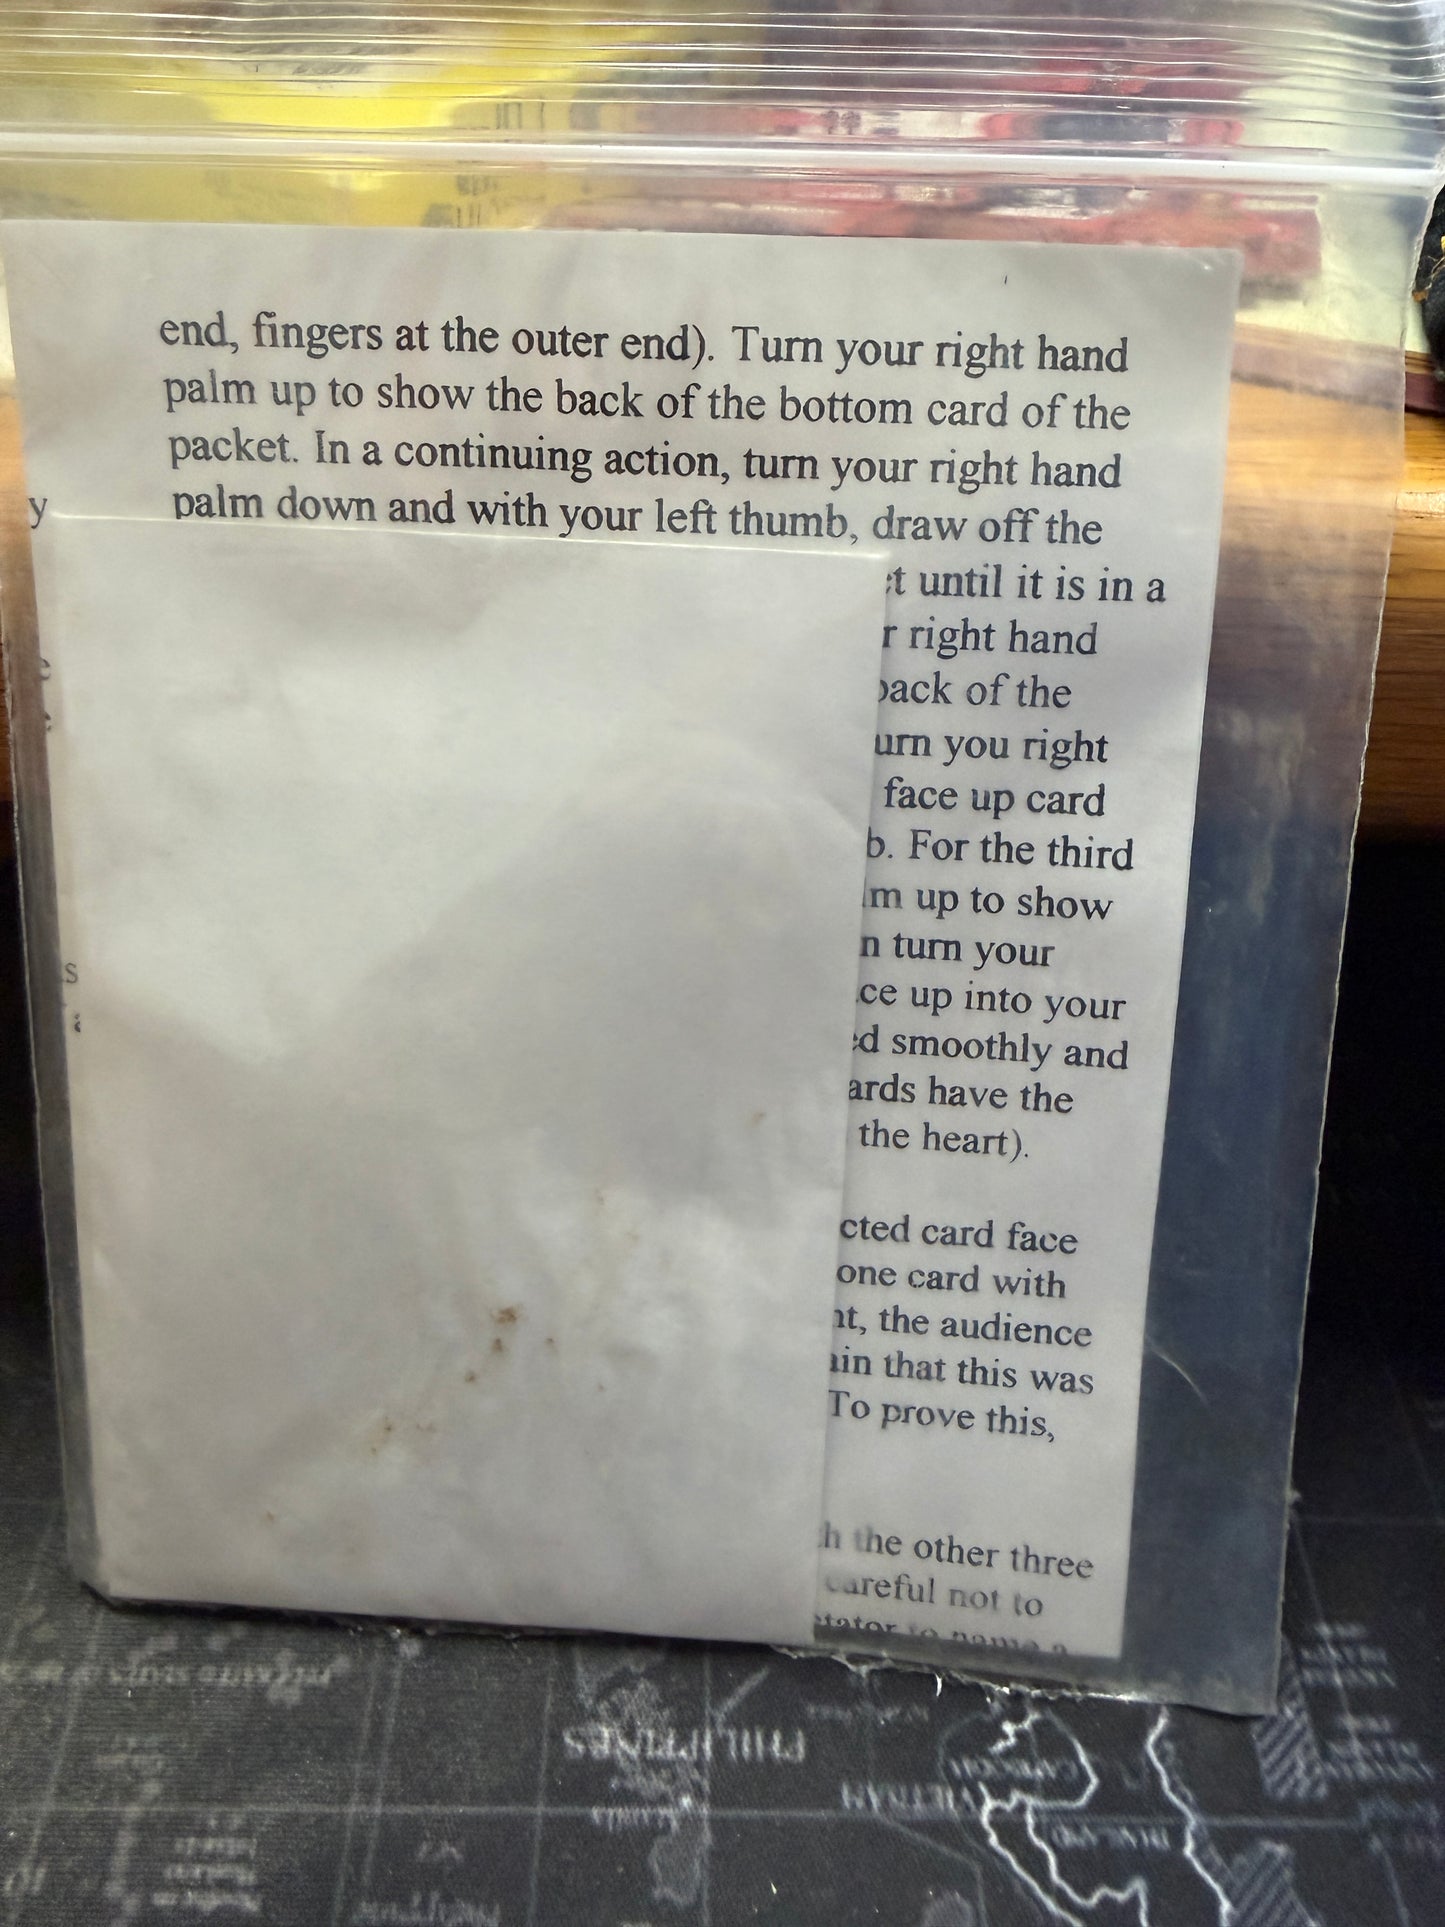 end, fingers at the outer end). Turn your right hand
palm up to show the back of the bottom card of the
packet. In a continuing action, turn your right hand
palm down and with your left thumb, draw off the
until it is in a
right hand
back of the
urn you right
face up card
b. For the third
m up to show
n turn your
ce up into your
smoothly and
ards have the
the heart).
cted card face
one card with
the audience
that this was
To prove this,
h the other three
careful not to
to name a
y
s
PHILIPPINES
VIETNAM